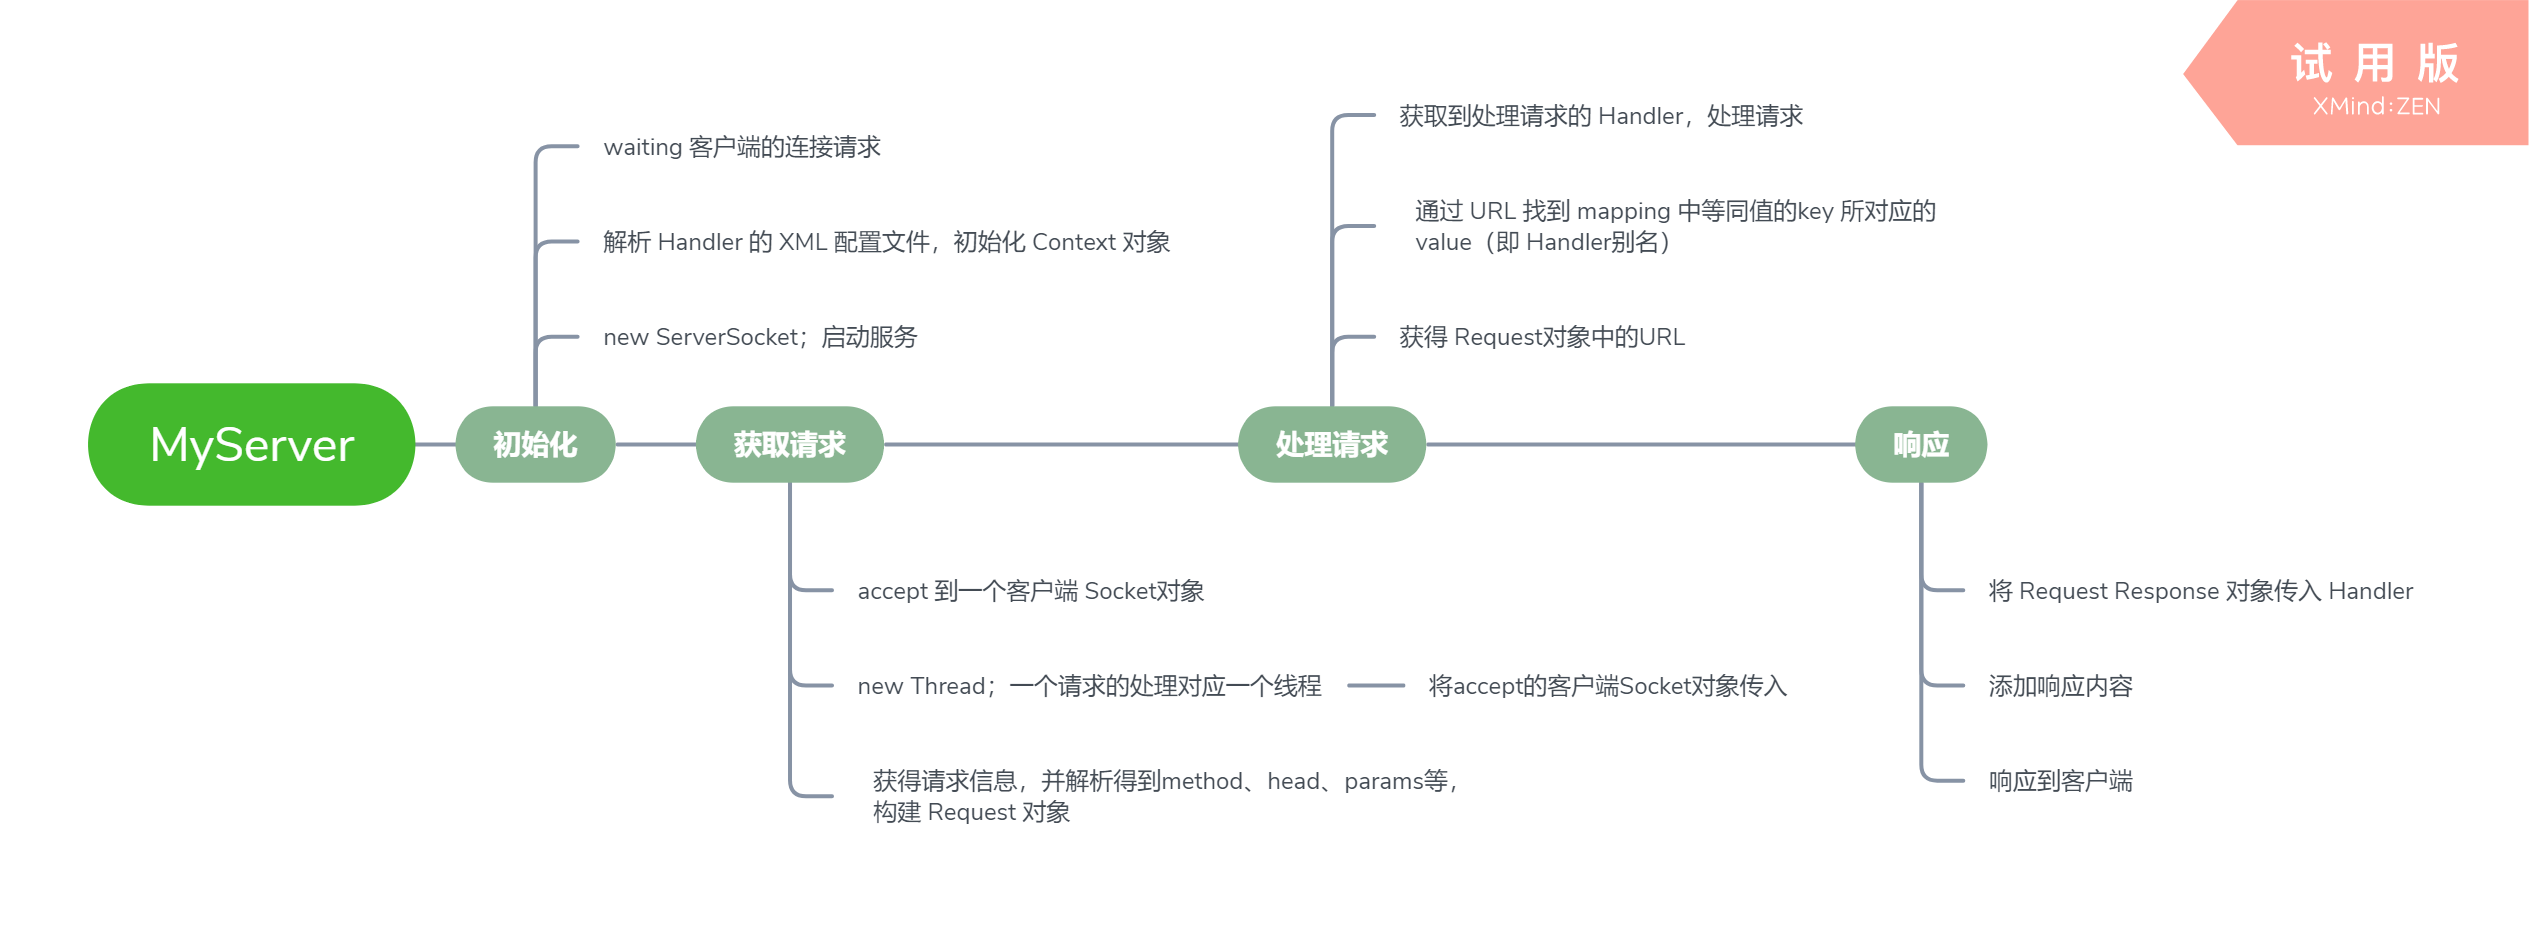 试用版
XMind:ZEN
waiting 客户端的连接请求
解析 Handler 的 XML 配置文件，初始化 Context 对象
new ServerSocket；启动服务
获取到处理请求的 Handler，处理请求
通过 URL 找到 mapping 中等同值的key 所对应的
value（即 Handler别名）
获得 Request对象中的URL
MyServer
初始化
获取请求
处理请求
响应
accept 到一个客户端 Socket对象
new Thread；一个请求的处理对应一个线程
将accept的客户端Socket对象传入
获得请求信息，并解析得到method、head、params等，
构建 Request 对象
将 Request Response 对象传入 Handler
添加响应内容
响应到客户端